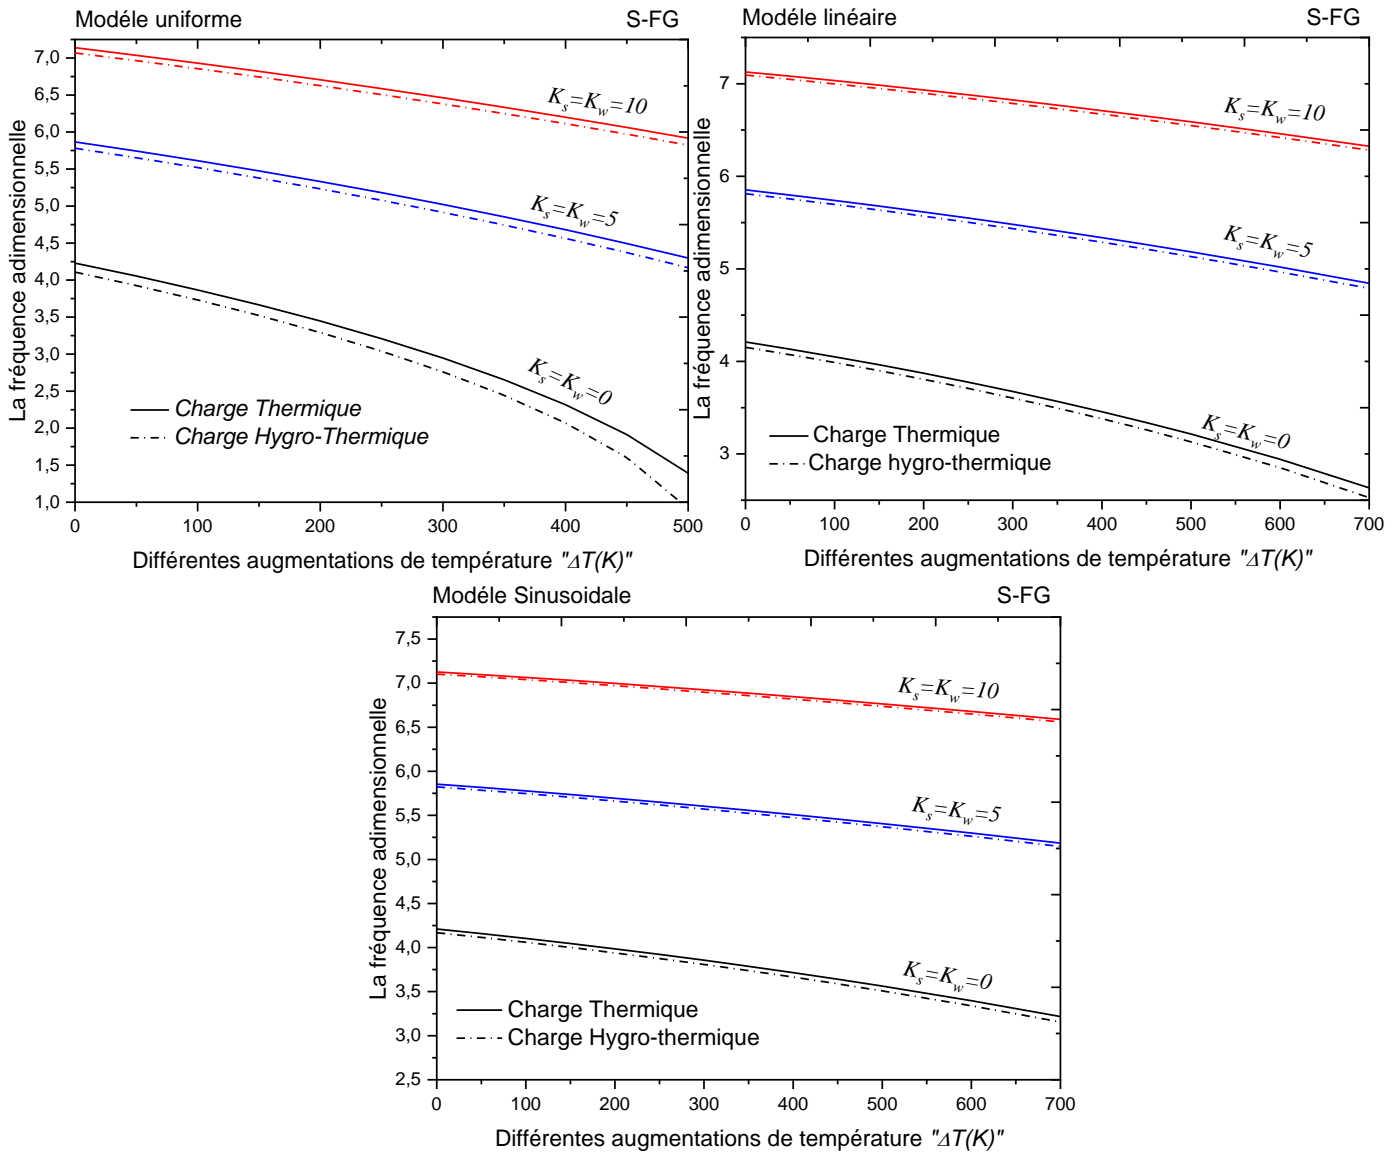 Modéle uniforme
S-FG
La fréquence adimensionnelle
7,0
6,5
6,0
5,5
5,0
4,5
4,0
3,5
3,0
2,5
2,0
1,5
1,0
Ks=Kw=10
Ks=Kw=5
Ks=Kw=0
Charge Thermique
Charge Hygro-Thermique
0 100 200 300 400 500
Différentes augmentations de température "ΔT(K)"
Modéle linéaire
S-FG
La fréquence adimensionnelle
7
6
5
4
3
Ks=Kw=10
Ks=Kw=5
Ks=Kw=0
Charge Thermique
Charge hygro-thermique
0 100 200 300 400 500 600 700
Différentes augmentations de température "ΔT(K)"
Modéle Sinusoidale
S-FG
La fréquence adimensionnelle
7,5
7,0
6,5
6,0
5,5
5,0
4,5
4,0
3,5
3,0
2,5
Ks=Kw=10
Ks=Kw=5
Ks=Kw=0
Charge Thermique
Charge Hygro-thermique
0 100 200 300 400 500 600 700
Différentes augmentations de température "ΔT(K)"